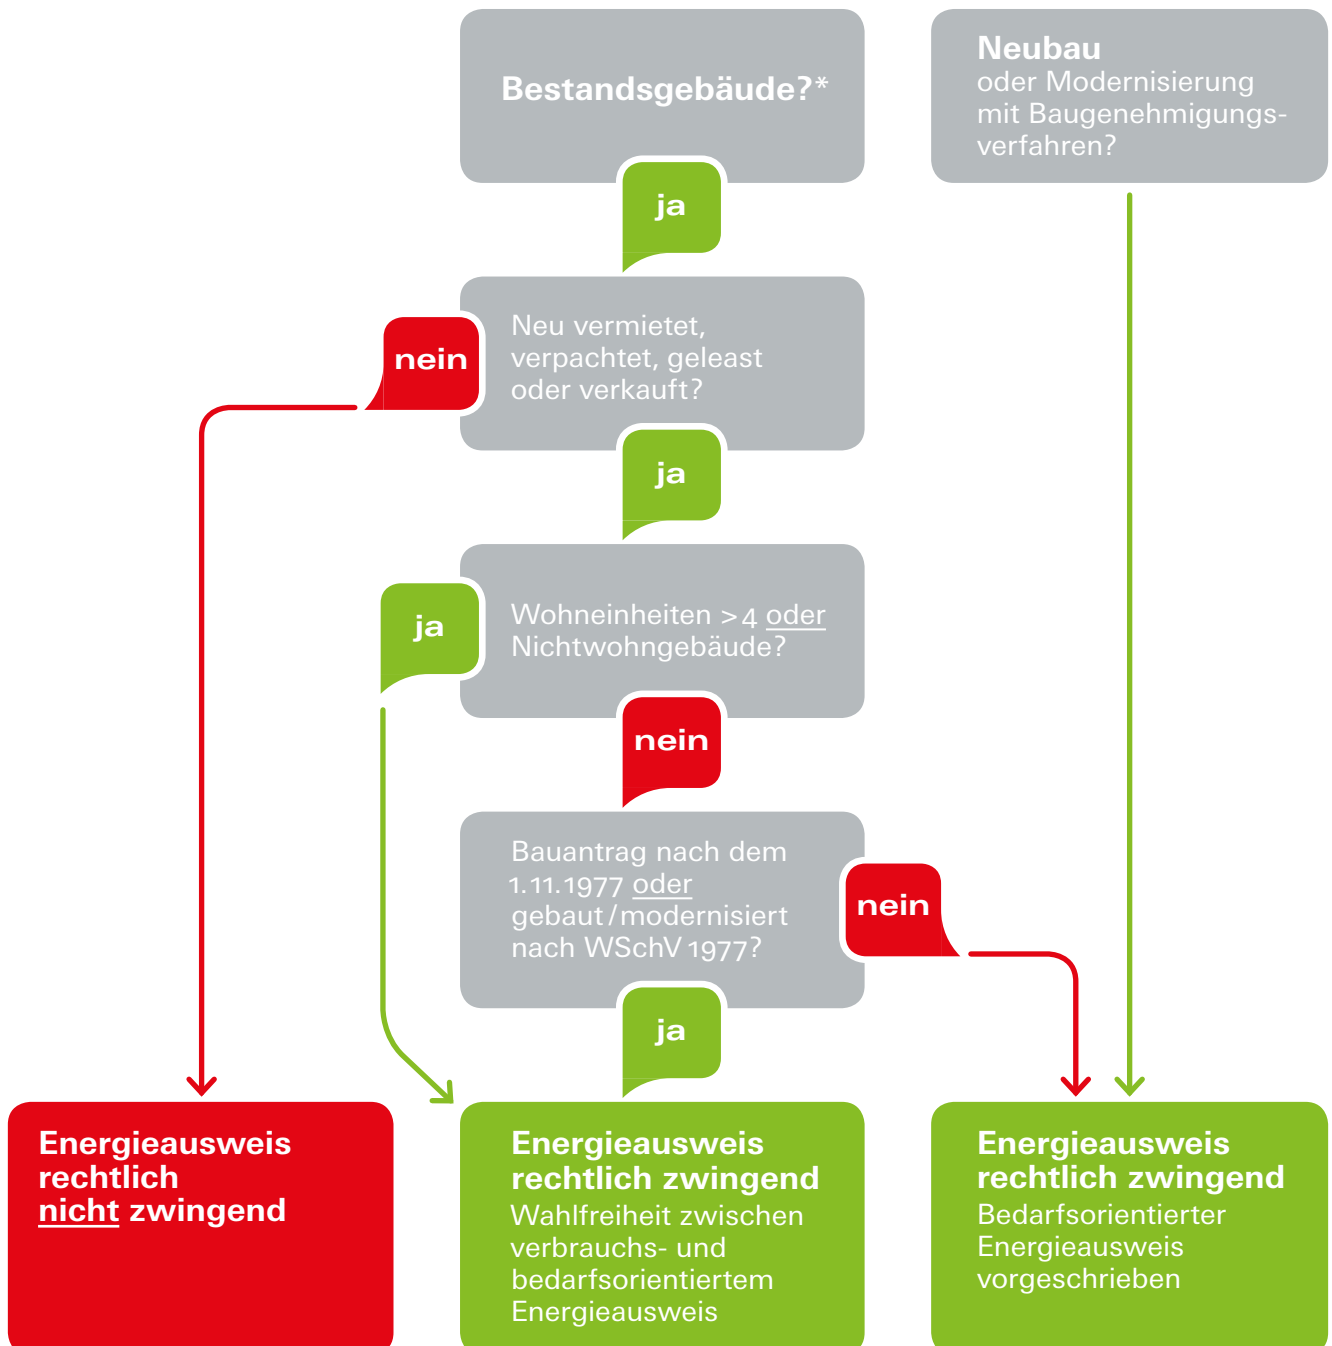 Bestandsgebäude?*
Neubau
oder Modernisierung
mit Baugenehmigungs-
verfahren?
ja
Neu vermietet,
verpachtet, geleast
oder verkauft?
nein
ja
Wohneinheiten >4 oder
Nichtwohngebäude?
ja
nein
Bauantrag nach dem
1.11.1977 oder
gebaut/modernisiert
nach WSchV 1977?
nein
ja
Energieausweis
rechtlich
nicht zwingend
Energieausweis
rechtlich zwingend
Wahlfreiheit zwischen
verbrauchs- und
bedarfsorientiertem
Energieausweis
Energieausweis
rechtlich zwingend
Bedarfsorientierter
Energieausweis
vorgeschrieben